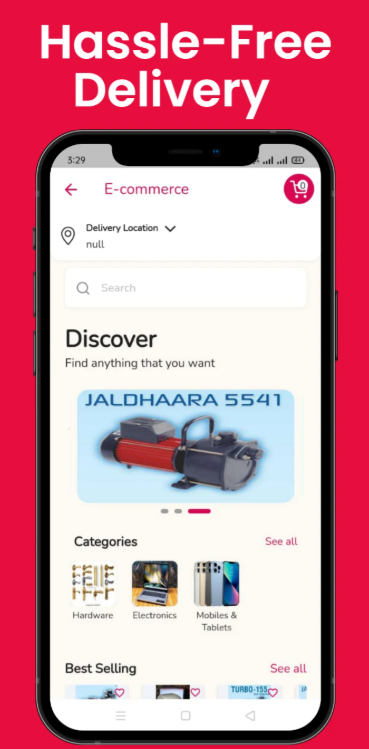 Hassle-Free
Delivery
3:29
E-commerce
0
Delivery Location
null
Search
Discover
Find anything that you want
JALDHAARA 5541
Categories
See all
Hardware
Electronics
Mobiles &
Tablets
Best Selling
See all
TURBO-155